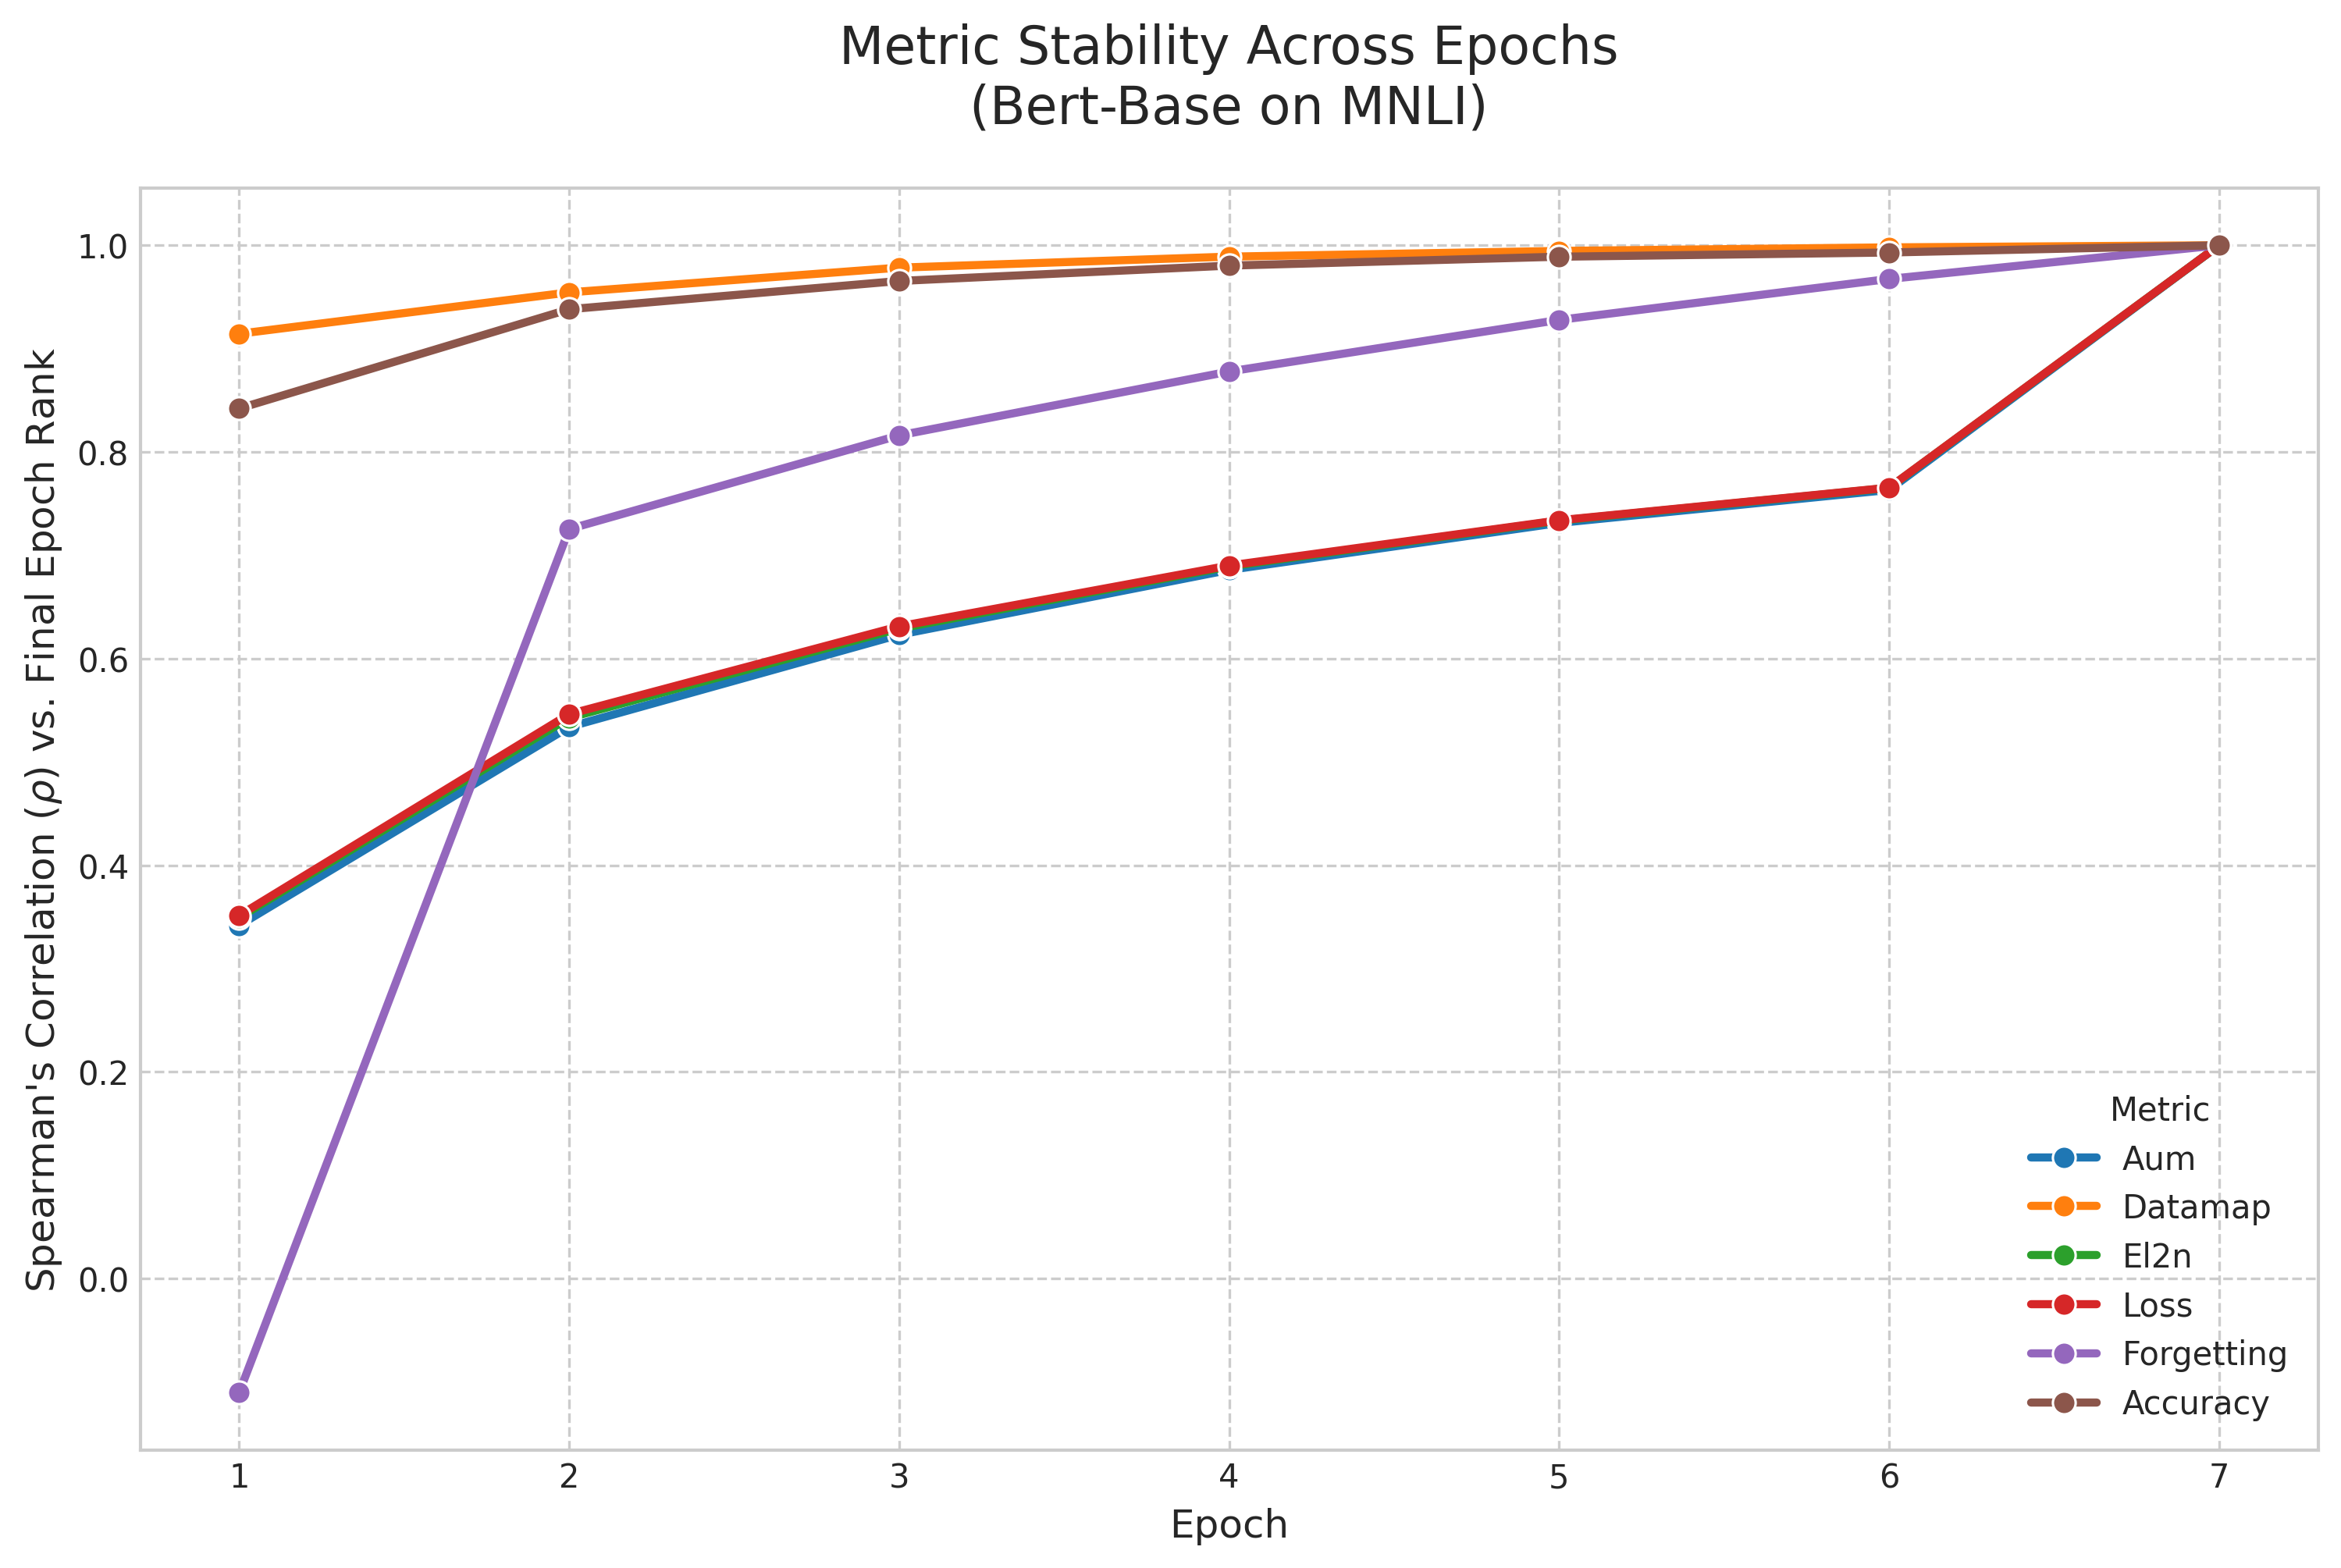 Metric Stability Across Epochs
(Bert-Base on MNLI)
Spearman's Correlation (ρ) vs. Final Epoch Rank
1.0
0.8
0.6
0.4
0.2
0.0
Metric
Aum
Datamap
El2n
Loss
Forgetting
Accuracy
1 2 3 4 5 6 7
Epoch